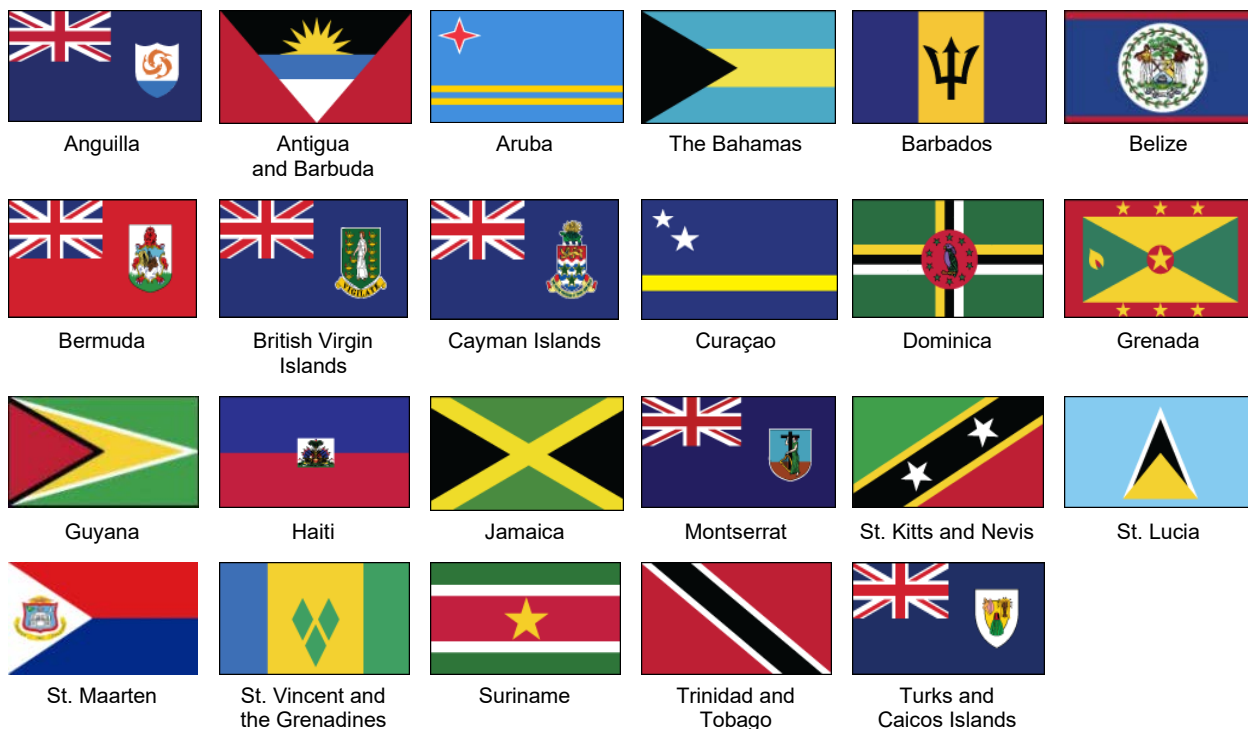 Anguilla
Antigua
and Barbuda
Aruba
The Bahamas
Barbados
Belize
Bermuda
VIGILATE
British Virgin
Islands
Cayman Islands
Curaçao
Dominica
Grenada
Guyana
Haiti
Jamaica
Montserrat
St. Kitts and Nevis
St. Lucia
St. Maarten
St. Vincent and
the Grenadines
Suriname
Trinidad and
Tobago
Turks and
Caicos Islands